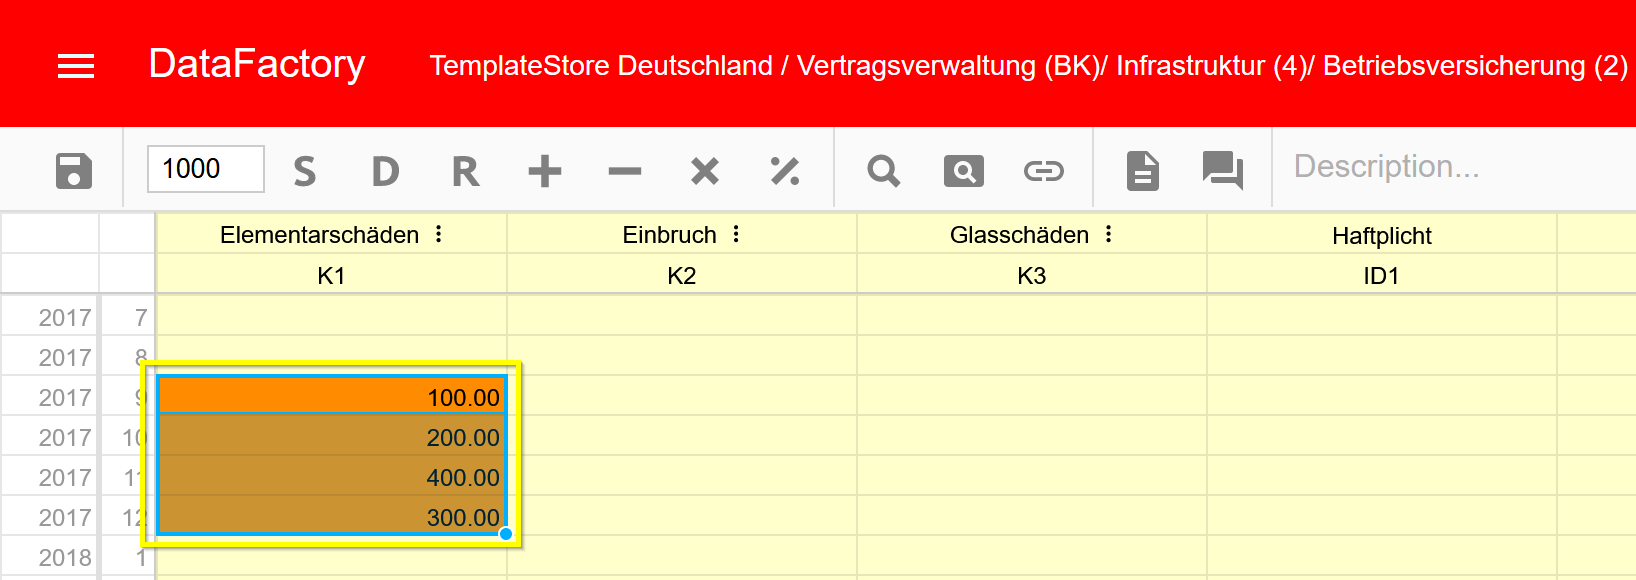 DataFactory TemplateStore Deutschland / Vertragsverwaltung (BK)/ Infrastruktur (4)/ Betriebsversicherung (2)
1000 S D R Description...
Elementarschäden Einbruch Glasschäden Haftplicht
K1 K2 K3 ID1
2017 7
2017 8
2017 9 100.00
2017 10 200.00
2017 11 400.00
2017 12 300.00
2018 1